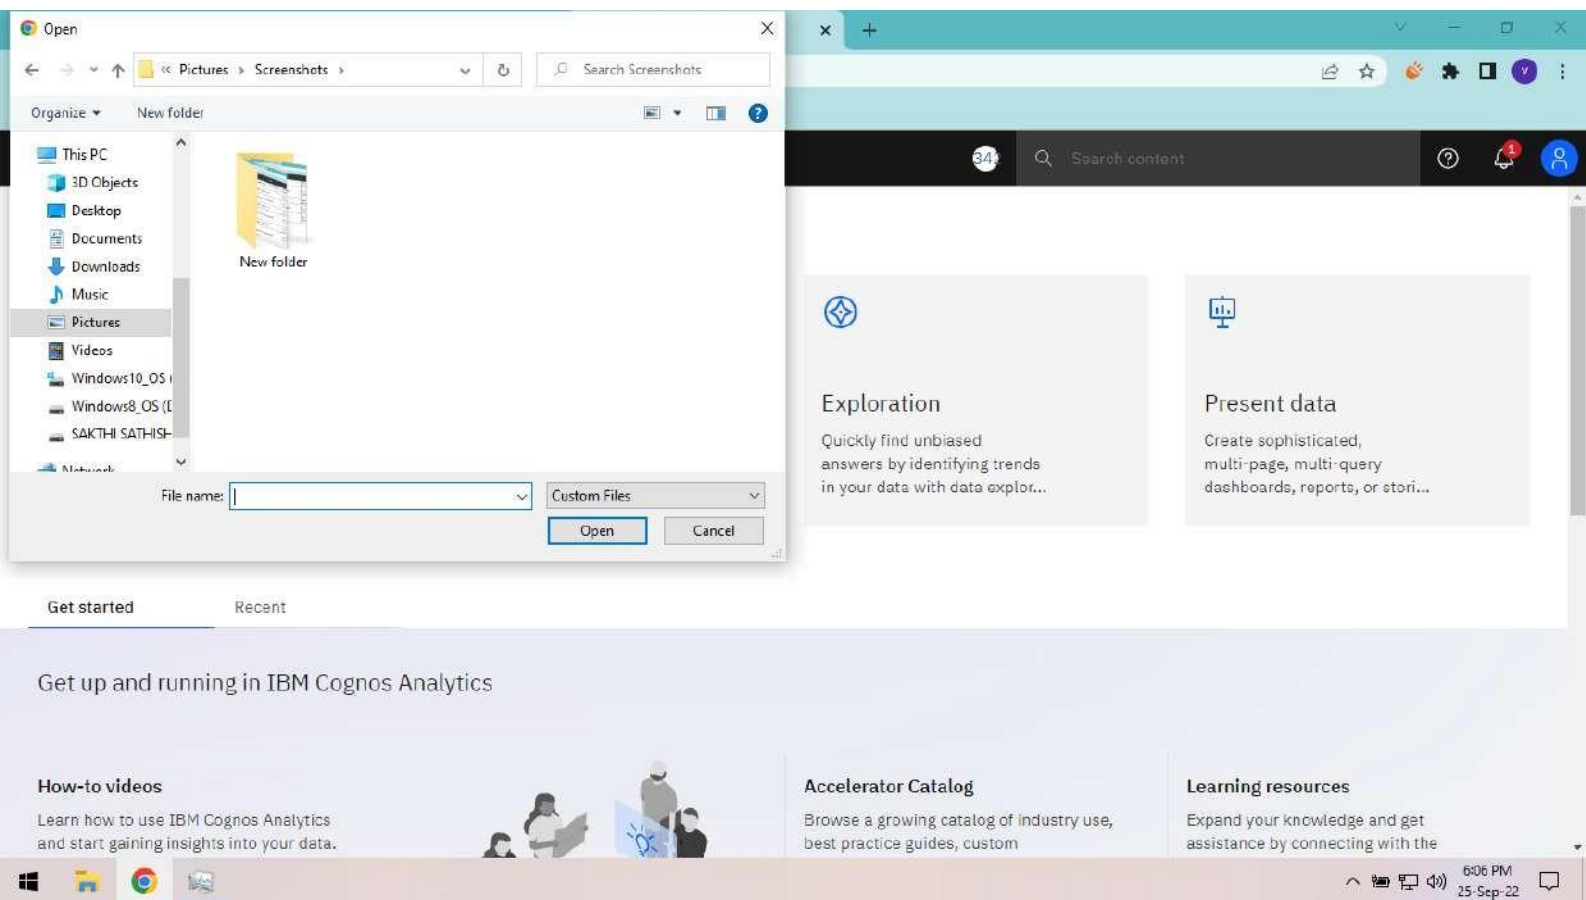 Open
« Pictures › Screenshots ›
Search Screenshots
Organize
New folder
This PC
3D Objects
Desktop
Documents
Downloads
Music
Pictures
Videos
Windows10_OS (
Windows8_OS (
SAKTHI SATHISH
Network
New folder
File name:
Custom Files
Open
Cancel
V
34
Search content
1
Exploration
Quickly find unbiased
answers by identifying trends
in your data with data explor...
Present data
Create sophisticated,
multi-page, multi-query
dashboards, reports, or stori...
Get started
Recent
Get up and running in IBM Cognos Analytics
How-to videos
Learn how to use IBM Cognos Analytics
and start gaining insights into your data.
Accelerator Catalog
Browse a growing catalog of industry use,
best practice guides, custom
Learning resources
Expand your knowledge and get
assistance by connecting with the
6:06 PM
25-Sep-22